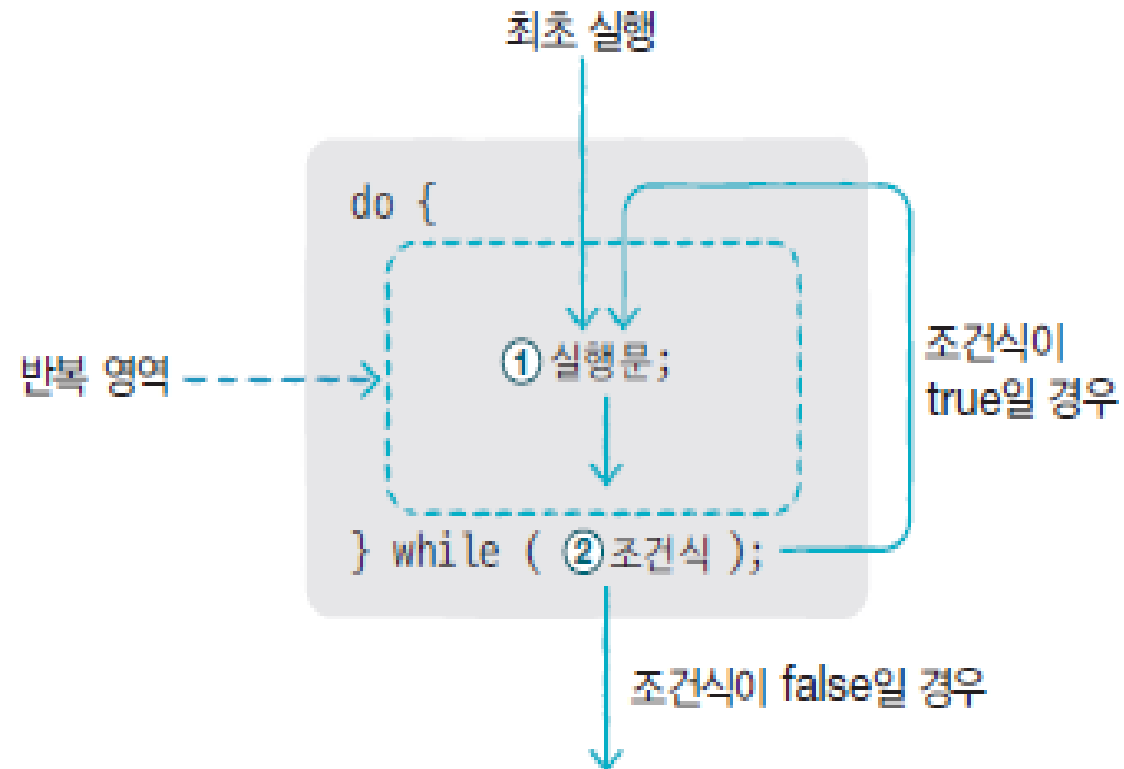 최초 실행
do {
① 실행문;
반복 영역
조건식이
true일 경우
} while ( ② 조건식 );
조건식이 false일 경우